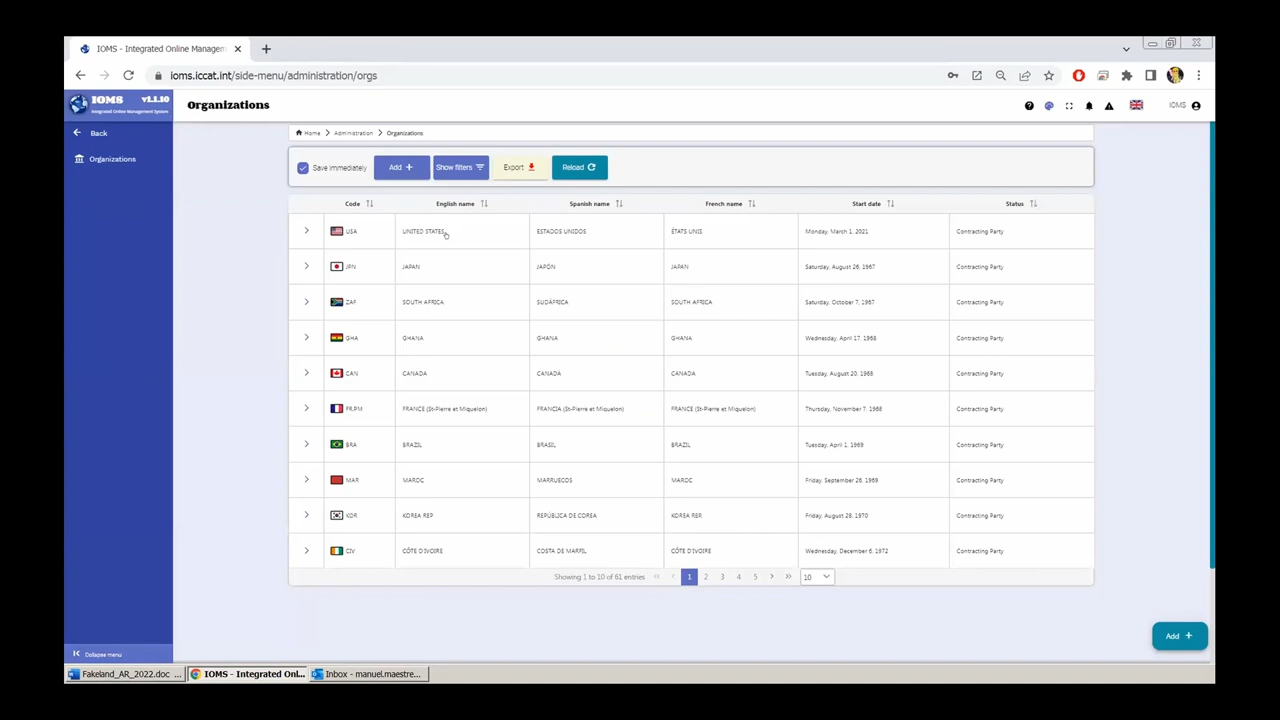 IOMS - Integrated Online Managem
ioms.iccat.int/side-menu/administration/orgs
IOMS v1.1.10
Integrated Online Management System
Organizations
IOMS
Back
Organizations
Home > Administration > Organizations
Save immediately Add + Show filters Export Reload
Code English name Spanish name French name Start date Status
USA UNITED STATES ESTADOS UNIDOS ÉTATS UNIS Monday, March 1, 2021 Contracting Party
JPN JAPAN JAPÓN JAPAN Saturday, August 26, 1967 Contracting Party
ZAF SOUTH AFRICA SUDÁFRICA SOUTH AFRICA Saturday, October 7, 1967 Contracting Party
GHA GHANA GHANA GHANA Wednesday, April 17, 1968 Contracting Party
CAN CANADA CANADA CANADA Tuesday, August 20, 1968 Contracting Party
FR.PM FRANCE (St-Pierre et Miquelon) FRANCIA (St-Pierre et Miquelon) FRANCE (St-Pierre et Miquelon) Thursday, November 7, 1968 Contracting Party
BRA BRAZIL BRASIL BRAZIL Tuesday, April 1, 1969 Contracting Party
MAR MAROC MARRUECOS MAROC Friday, September 26, 1969 Contracting Party
KOR KOREA REP REPÚBLICA DE COREA KOREA REP Friday, August 28, 1970 Contracting Party
CIV CÔTE D'IVOIRE COSTA DE MARFIL CÔTE D'IVOIRE Wednesday, December 6, 1972 Contracting Party
Showing 1 to 10 of 61 entries « ‹ 1 2 3 4 5 › » 10
Add +
Collapse menu
Fakeland_AR_2022.doc ... IOMS - Integrated Onl... Inbox - manuel.maestre...